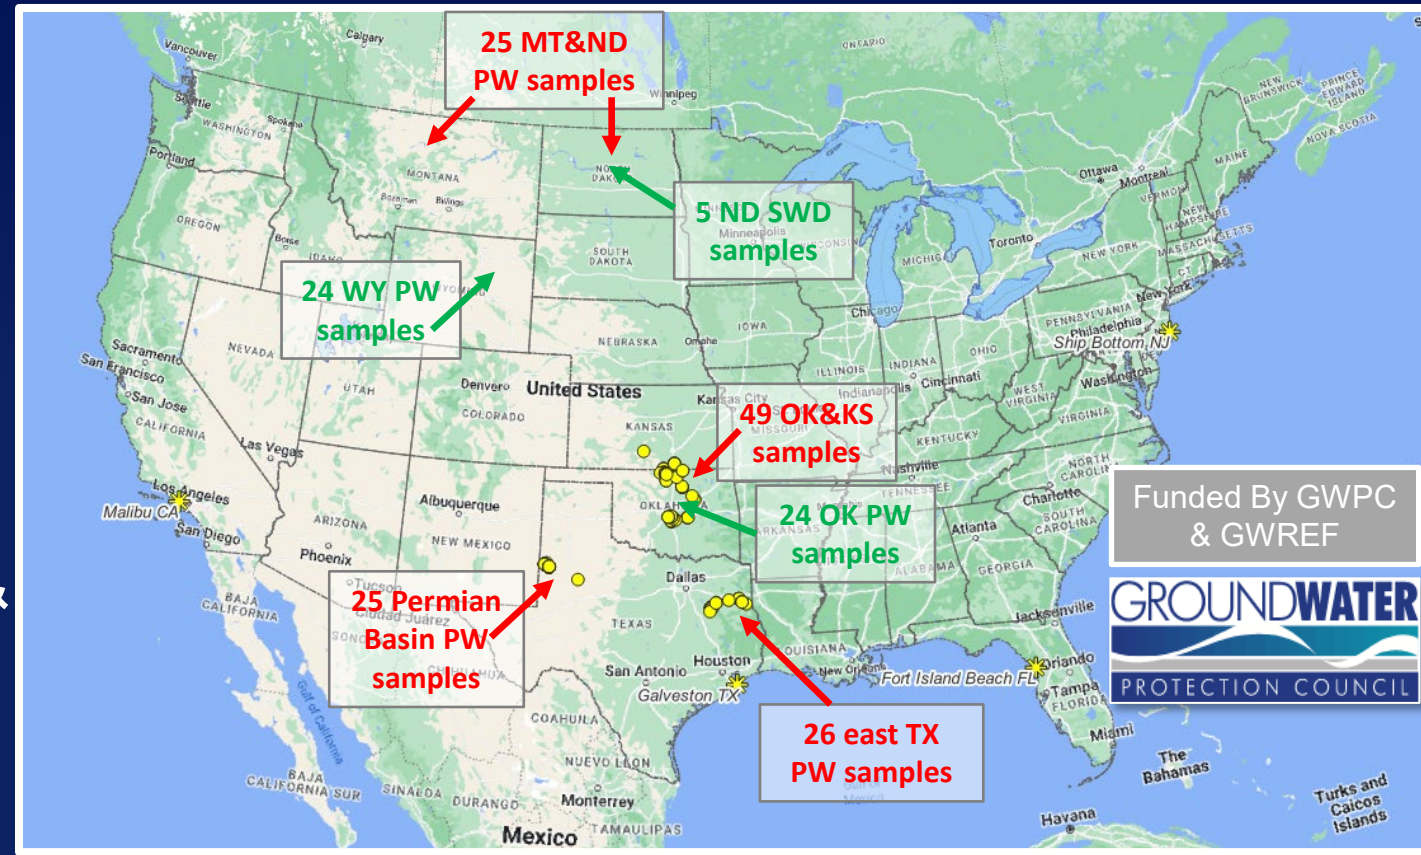 Calgary
Vancouver
Seattle
Spokane
WASHINGTON
Portland
OREGON
Boise
IDAHO
MONTANA
Bozeman
Billings
Winnipeg
ONTARIO
25 MT&ND
PW samples
5 ND SWD
samples
Minneapolis
SOUTH
DAKOTA
24 WY PW
samples
NEBRASKA
Omaha
IOWA
Chicago
ILLINOIS
INDIANA
Indianapolis
OHIO
Cincinnati
MICHIG
Toronto
Ottawa
Montreal
NEW
BRUNSWICK
PRINCE
EDWARD
ISLAND
NOVA SCOTIA
MAINE
VERMONT
NEW
HAMPSHIRE
MASSACHUSETTS
CT
NEW YORK
New York
PENNSYLVANIA
Philadelphia
Ship Bottom, NJ
Washington
WEST
VIRGINIA
VIRGINIA
KENTUCKY
Nashville
TENNESSEE
NORTH
CAROLIN
Charlotte
SOUTH
CAROLINA
Atlanta
ALABAMA
GEORGIA
Sacramento
San Francisco
San Jose
CALIFORNIA
NEVADA
Las Vegas
UTAH
Denver
COLORADO
United States
KANSAS
Kansas City
MISSOURI
49 OK&KS
samples
OKLAHOMA
24 OK PW
samples
ARKANSAS
Los Angeles
Malibu CA
San Diego
ARIZONA
Phoenix
Tucson
Albuquerque
NEW MEXICO
Ciudad Juárez
25 Permian
Basin PW
samples
&
Dallas
TEXAS
San Antonio
Houston
Galveston TX
LOUISIANA
New Orleans
26 east TX
PW samples
Jacksonville
Orlando
Fort Island Beach FL
Tampa
FLORIDA
Miami
The
Bahamas
Turks and
Caicos
Islands
Havana
BAJA
CALIFORNIA
Gulf of California
BAJA
CALIFORNIA SUR
SINALOA
DURANGO
COAHUILA
NUEVO LEON
Monterrey
TAMAULIPAS
CHIHUAHUA
Mexico
Funded By GWPC
& GWREF
GROUNDWATER
PROTECTION COUNCIL